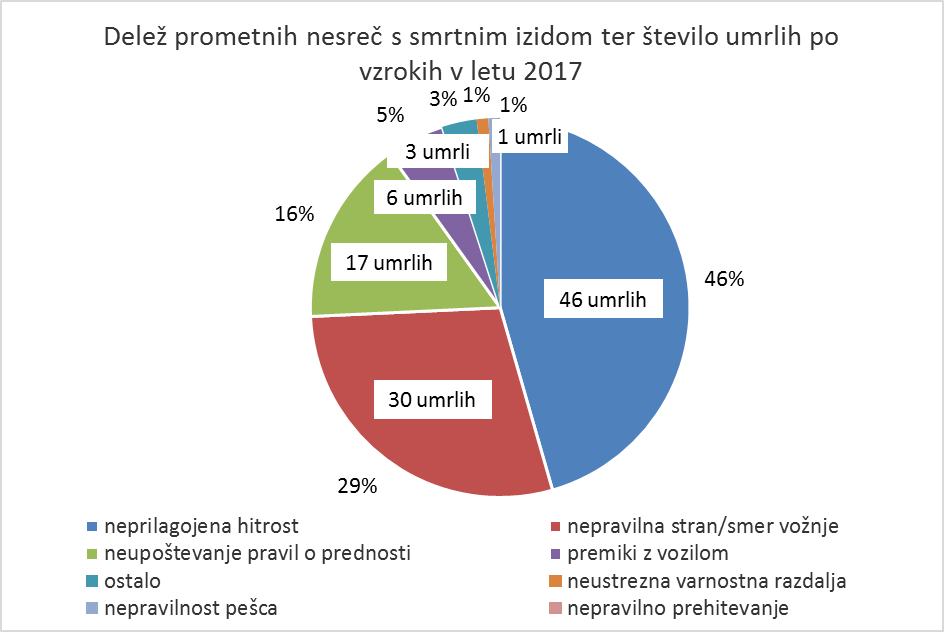 Delež prometnih nesreč s smrtnim izidom ter število umrlih po
vzrokih v letu 2017
5%
3%
1%
1%
3 umrli
1 umrli
6 umrlih
16%
17 umrlih
46%
46 umrlih
30 umrlih
29%
neprilagojena hitrost
nepravilna stran/smer vožnje
neupoštevanje pravil o prednosti
premiki z vozilom
ostalo
neustrezna varnostna razdalja
nepravilnost pešca
nepravilno prehitevanje